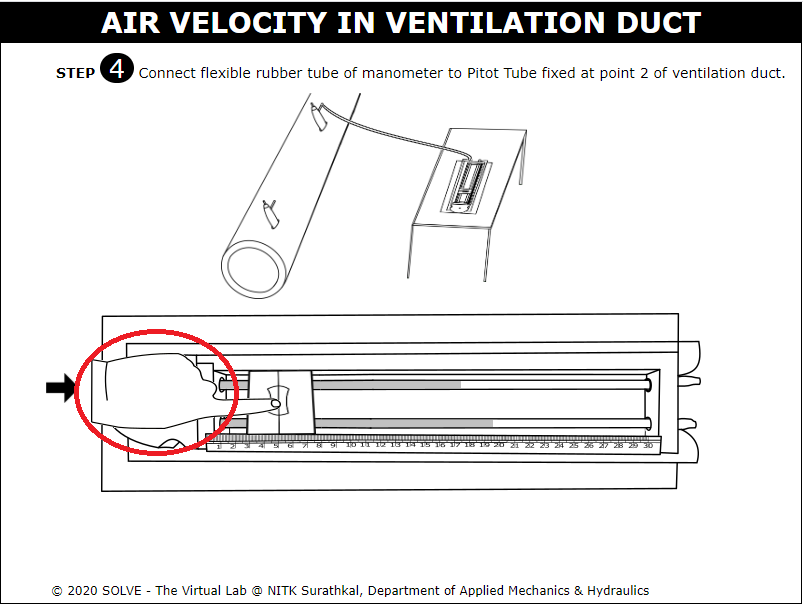 AIR VELOCITY IN VENTILATION DUCT
STEP 4 Connect flexible rubber tube of manometer to Pitot Tube fixed at point 2 of ventilation duct.
1 2 3 4 5 6 7 8 9 10 11 12 13 14 15 16 17 18 19 20 21 22 23 24 25 26 27 28 29 30
© 2020 SOLVE - The Virtual Lab @ NITK Surathkal, Department of Applied Mechanics & Hydraulics